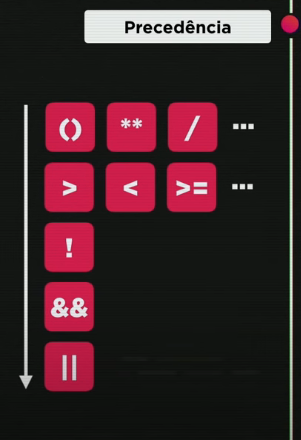 Precedência
() ** / ...
> < >= ...
!
&&
||